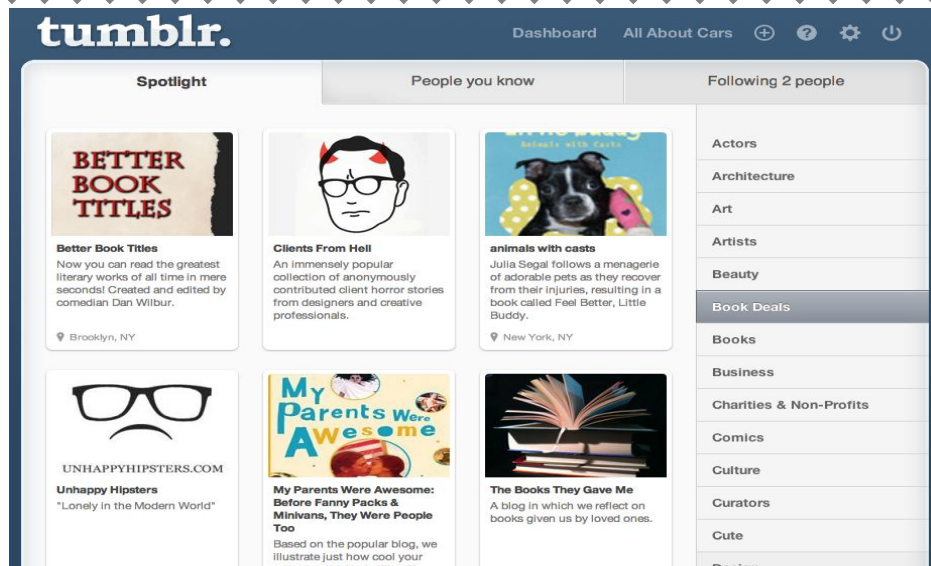 tumblr.
Dashboard
All About Cars
Spotlight
People you know
Following 2 people
BETTER
BOOK
TITLES
Better Book Titles
Now you can read the greatest
literary works of all time in mere
seconds! Created and edited by
comedian Dan Wilbur.
Brooklyn, NY
Clients From Hell
An immensely popular
collection of anonymously
contributed client horror stories
from designers and creative
professionals.
Little Buddy
Animals with Casts
animals with casts
Julia Segal follows a menagerie
of adorable pets as they recover
from their injuries, resulting in a
book called Feel Better, Little
Buddy.
New York, NY
UNHAPPYHIPSTERS.COM
Unhappy Hipsters
"Lonely in the Modern World"
My
Parents Were
Awesome
My Parents Were Awesome:
Before Fanny Packs &
Minivans, They Were People
Too
Based on the popular blog, we
illustrate just how cool your
The Books They Gave Me
A blog in which we reflect on
books given us by loved ones.
Actors
Architecture
Art
Artists
Beauty
Book Deals
Books
Business
Charities & Non-Profits
Comics
Culture
Curators
Cute
Design